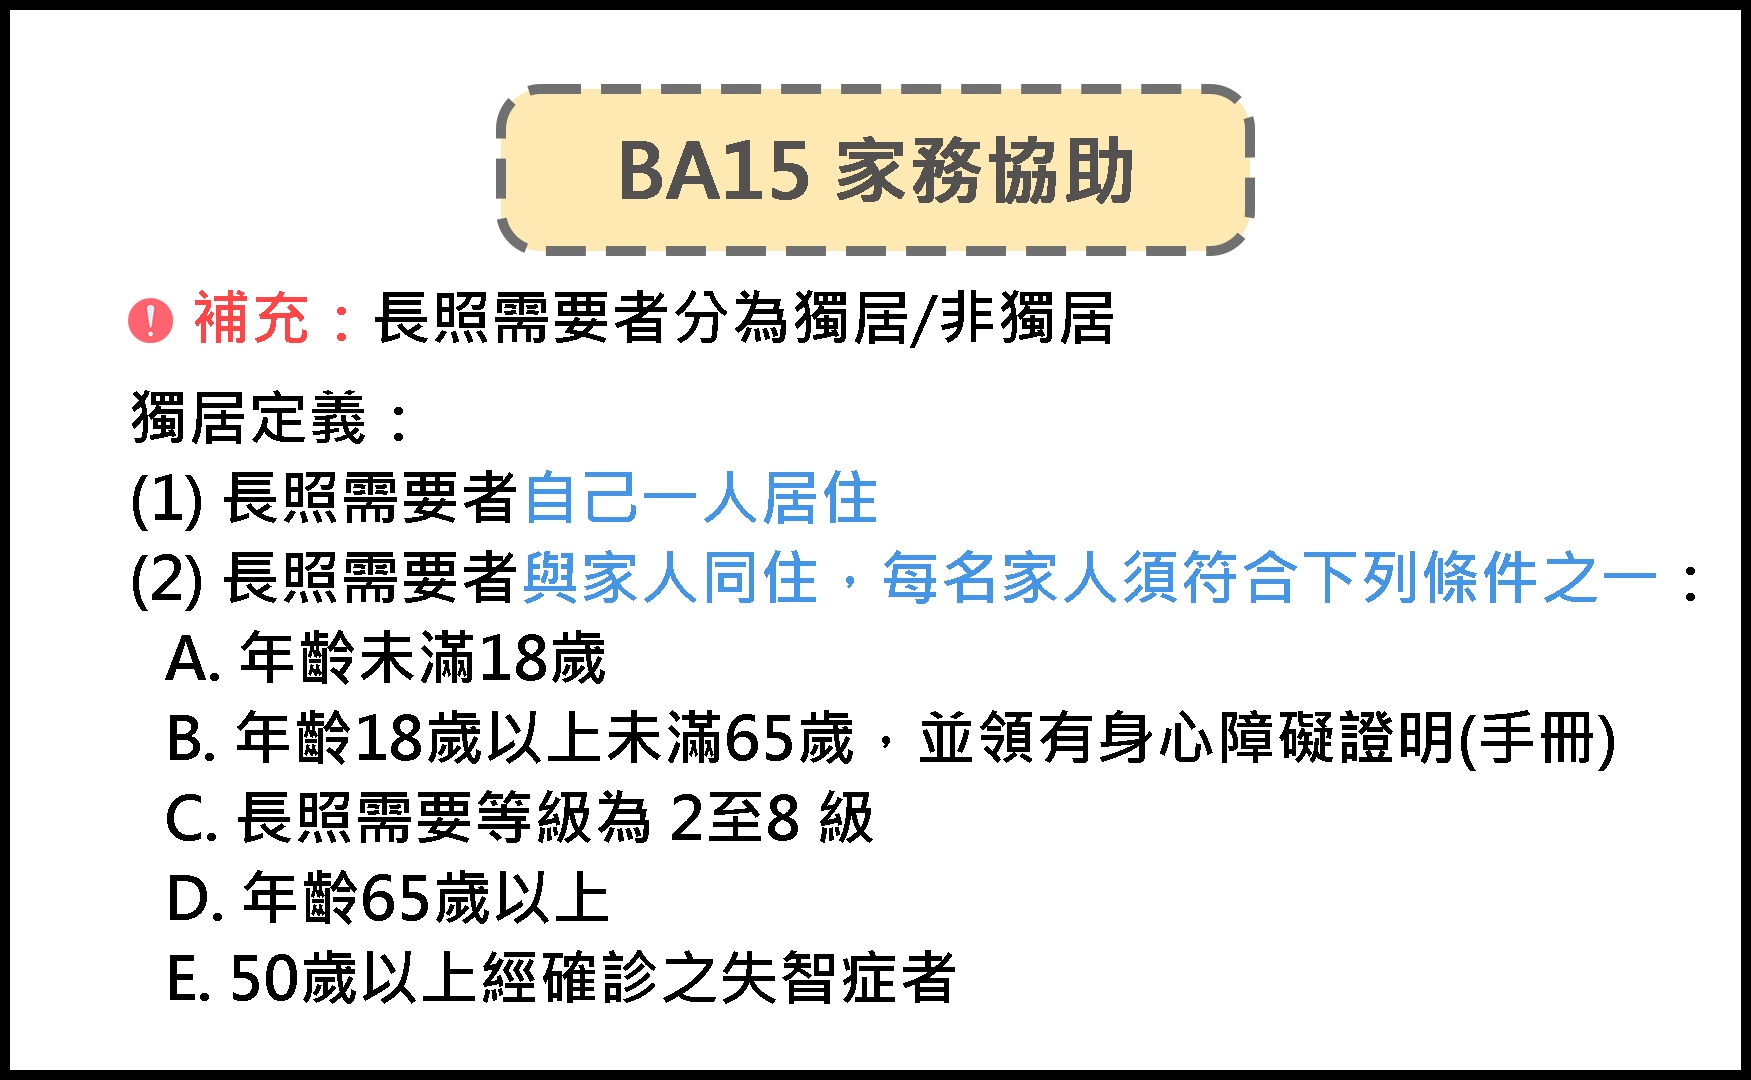 BA15 家務協助
補充：長照需要者分為獨居/非獨居
獨居定義：
(1) 長照需要者自己一人居住
(2) 長照需要者與家人同住，每名家人須符合下列條件之一：
A. 年齡未滿18歲
B. 年齡18歲以上未滿65歲，並領有身心障礙證明(手冊)
C. 長照需要等級為 2至8 級
D. 年齡65歲以上
E. 50歲以上經確診之失智症者